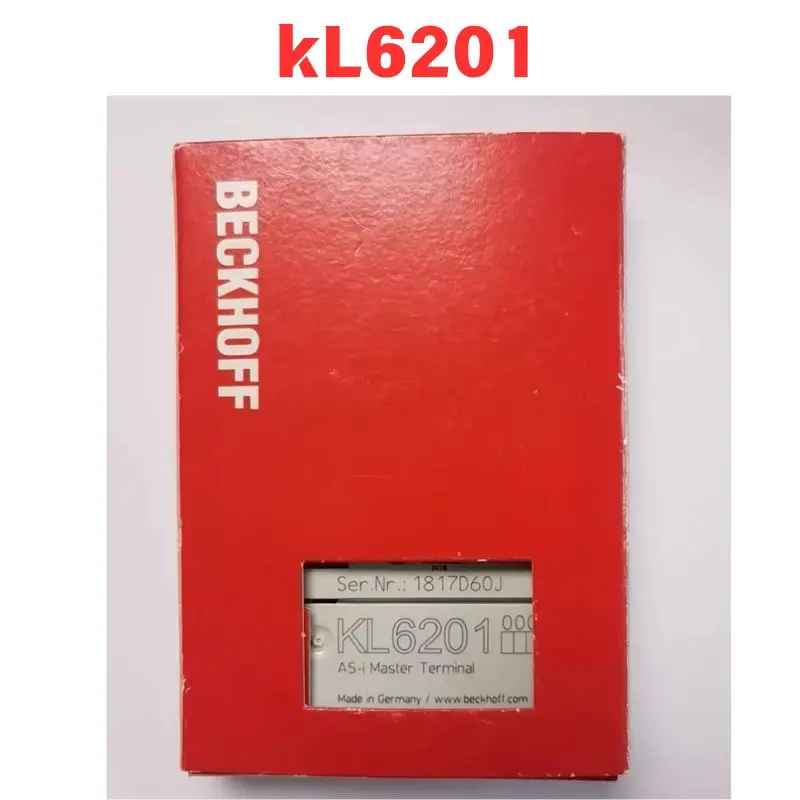 kL6201
BECKHOFF
Ser.Nr.: 1817D60J
KL6201
AS-i Master Terminal
Made in Germany / www.beckhoff.com